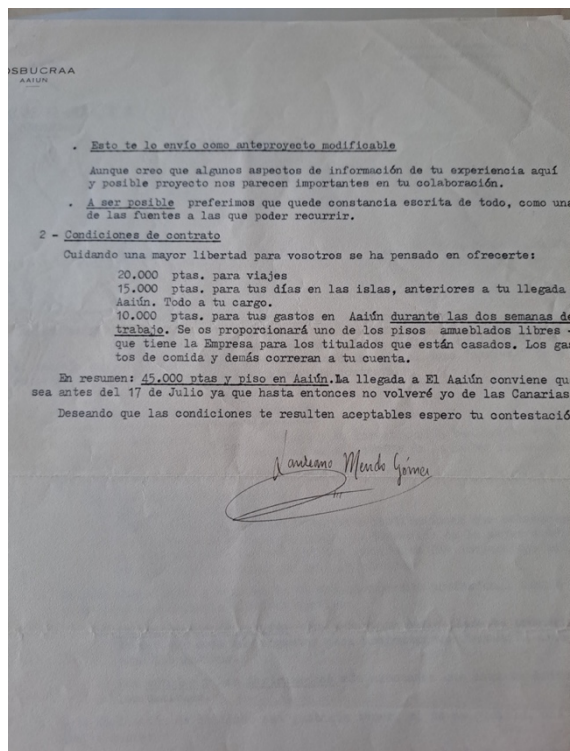 OSBUCRAA
AAIUN
. Esto te lo envío como anteproyecto modificable
Aunque creo que algunos aspectos de información de tu experiencia aquí
y posible proyecto nos parecen importantes en tu colaboración.
. A ser posible preferimos que quede constancia escrita de todo, como una
de las fuentes a las que poder recurrir.
2 - Condiciones de contrato
Cuidando una mayor libertad para vosotros se ha pensado en ofrecerte:
20.000 ptas. para viajes
15.000 ptas. para tus días en las islas, anteriores a tu llegada
Aaiún. Todo a tu cargo.
10.000 ptas. para tus gastos en Aaiún durante las dos semanas de
trabajo. Se os proporcionará uno de los pisos amueblados libres -
que tiene la Empresa para los titulados que están casados. Los gas
tos de comida y demás correran a tu cuenta.
En resumen: 45.000 ptas y piso en Aaiún. La llegada a El Aaiún conviene qu
sea antes del 17 de Julio ya que hasta entonces no volveré yo de las Canarias
Deseando que las condiciones te resulten aceptables espero tu contestació
Laureano Mendo Gómez